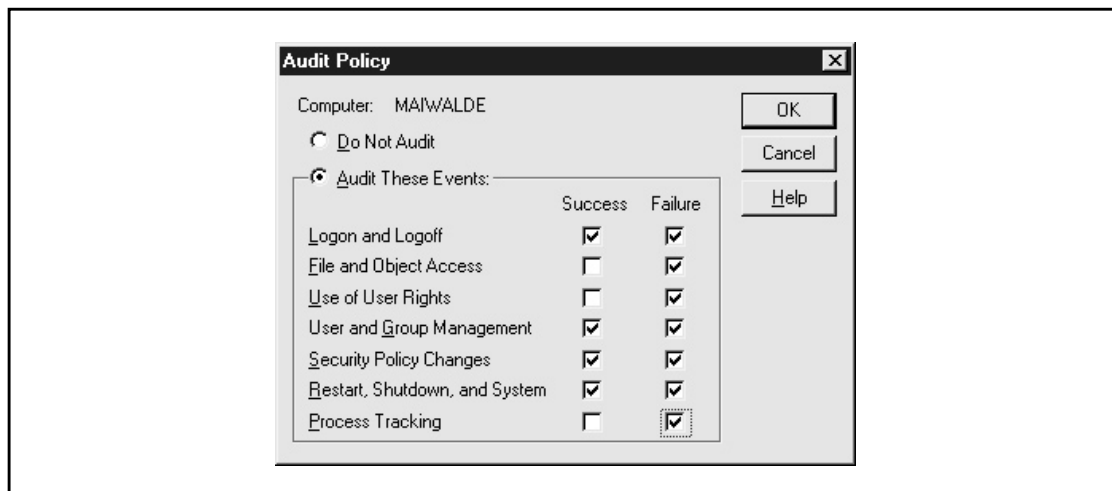 Audit Policy
Computer: MAIWALDE
Do Not Audit
Audit These Events:
Success Failure
Logon and Logoff
File and Object Access
Use of User Rights
User and Group Management
Security Policy Changes
Restart, Shutdown, and System
Process Tracking
OK
Cancel
Help